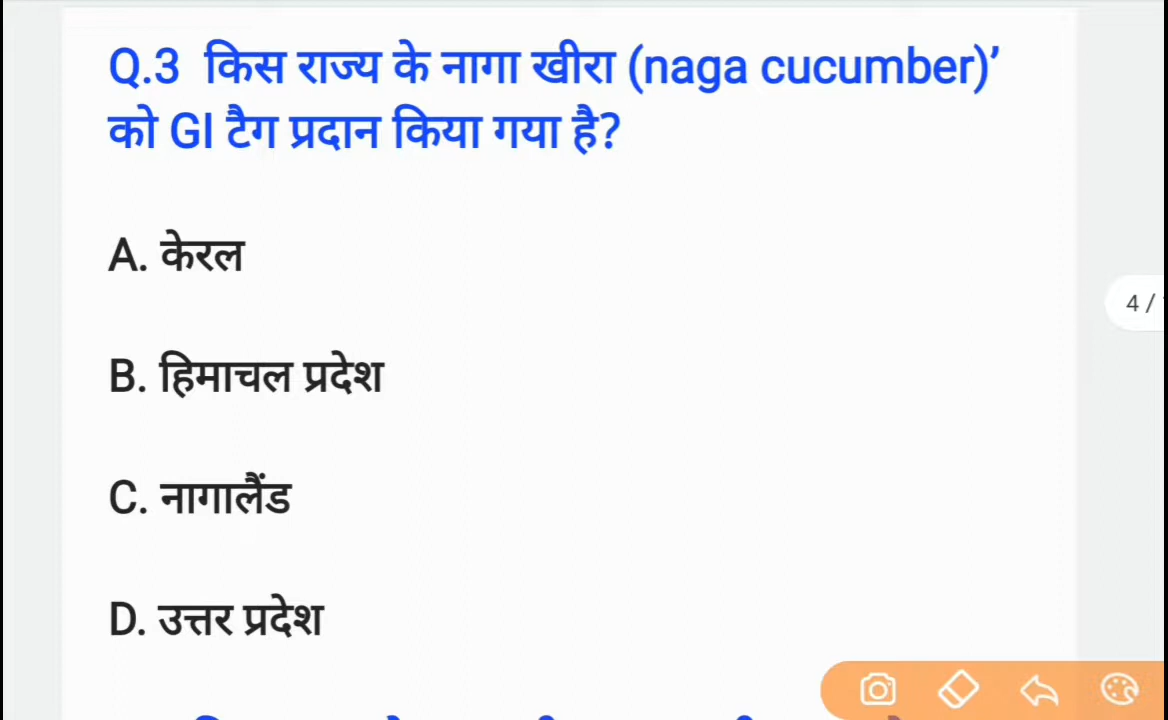 Q.3 किस राज्य के नागा खीरा (naga cucumber)’
को GI टैग प्रदान किया गया है?
A. केरल
B. हिमाचल प्रदेश
4 /
C. नागालैंड
D. उत्तर प्रदेश